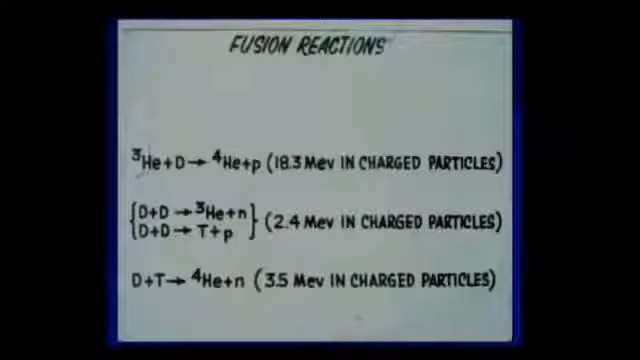 FUSION REACTIONS
³He+D→ ⁴He+p (18.3 Mev IN CHARGED PARTICLES)
{D+D → ³He+n} (2.4 Mev IN CHARGED PARTICLES)
{D+D → T+p}
D+T→ ⁴He+n (3.5 Mev IN CHARGED PARTICLES)